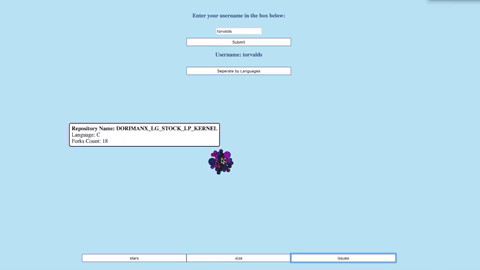 Enter your username in the box below:
torvalds
Submit
Username: torvalds
Seperate by Languages
Repository Name: DORIMANX_LG_STOCK_LP_KERNEL
Language: C
Forks Count: 18
stars
size
issues